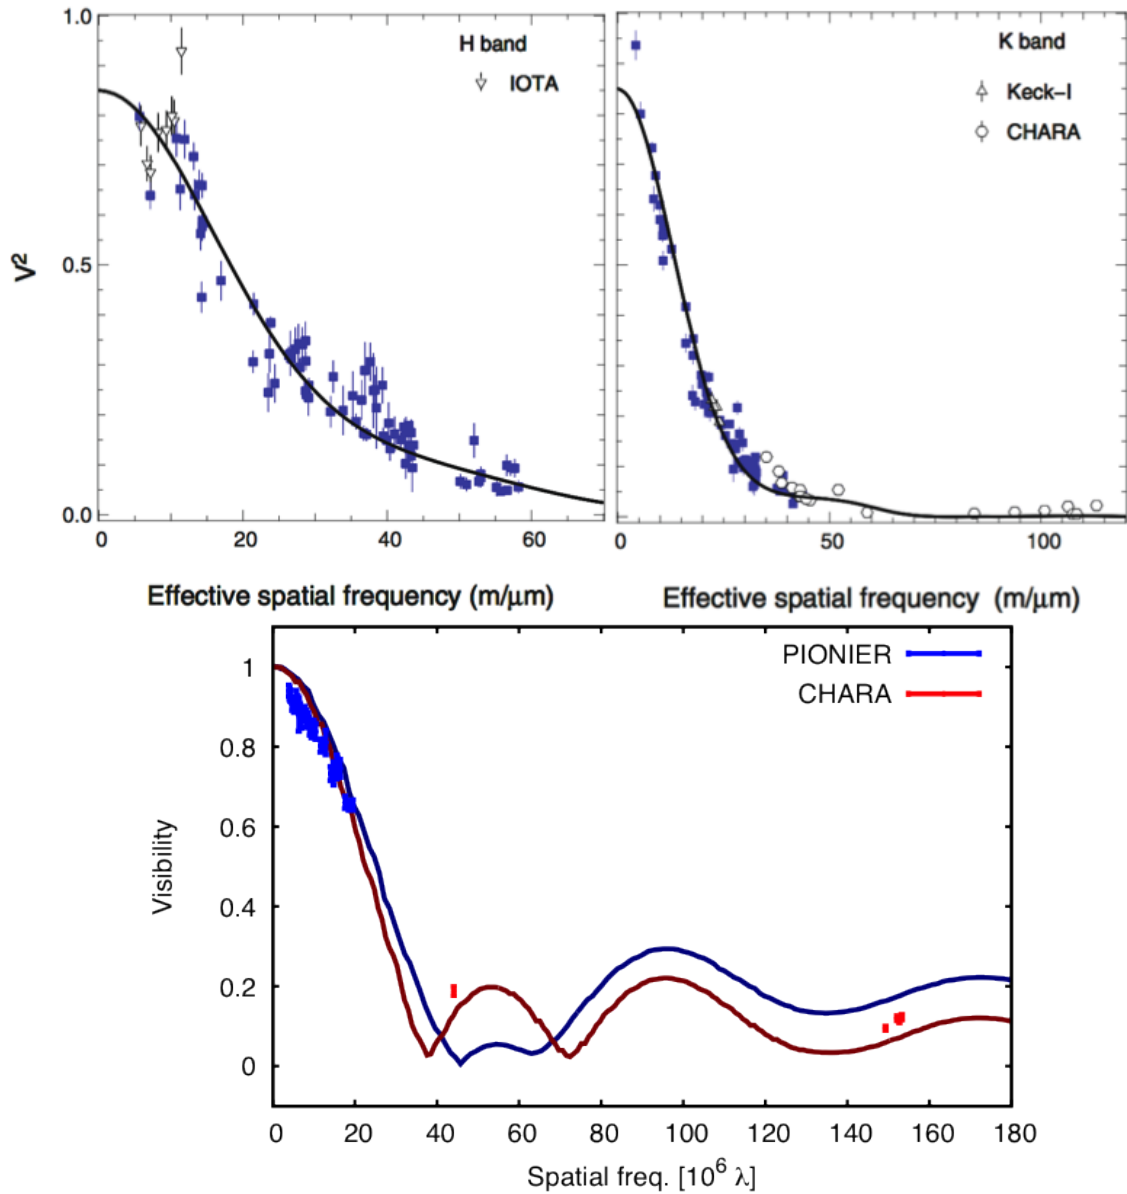 1.0
0.5
0.0
V²
H band
IOTA
0 20 40 60
Effective spatial frequency (m/μm)
K band
Keck-I
CHARA
0 50 100
Effective spatial frequency (m/μm)
PIONIER
CHARA
1
0.8
0.6
0.4
0.2
0
Visibility
0 20 40 60 80 100 120 140 160 180
Spatial freq. [10⁶ λ]